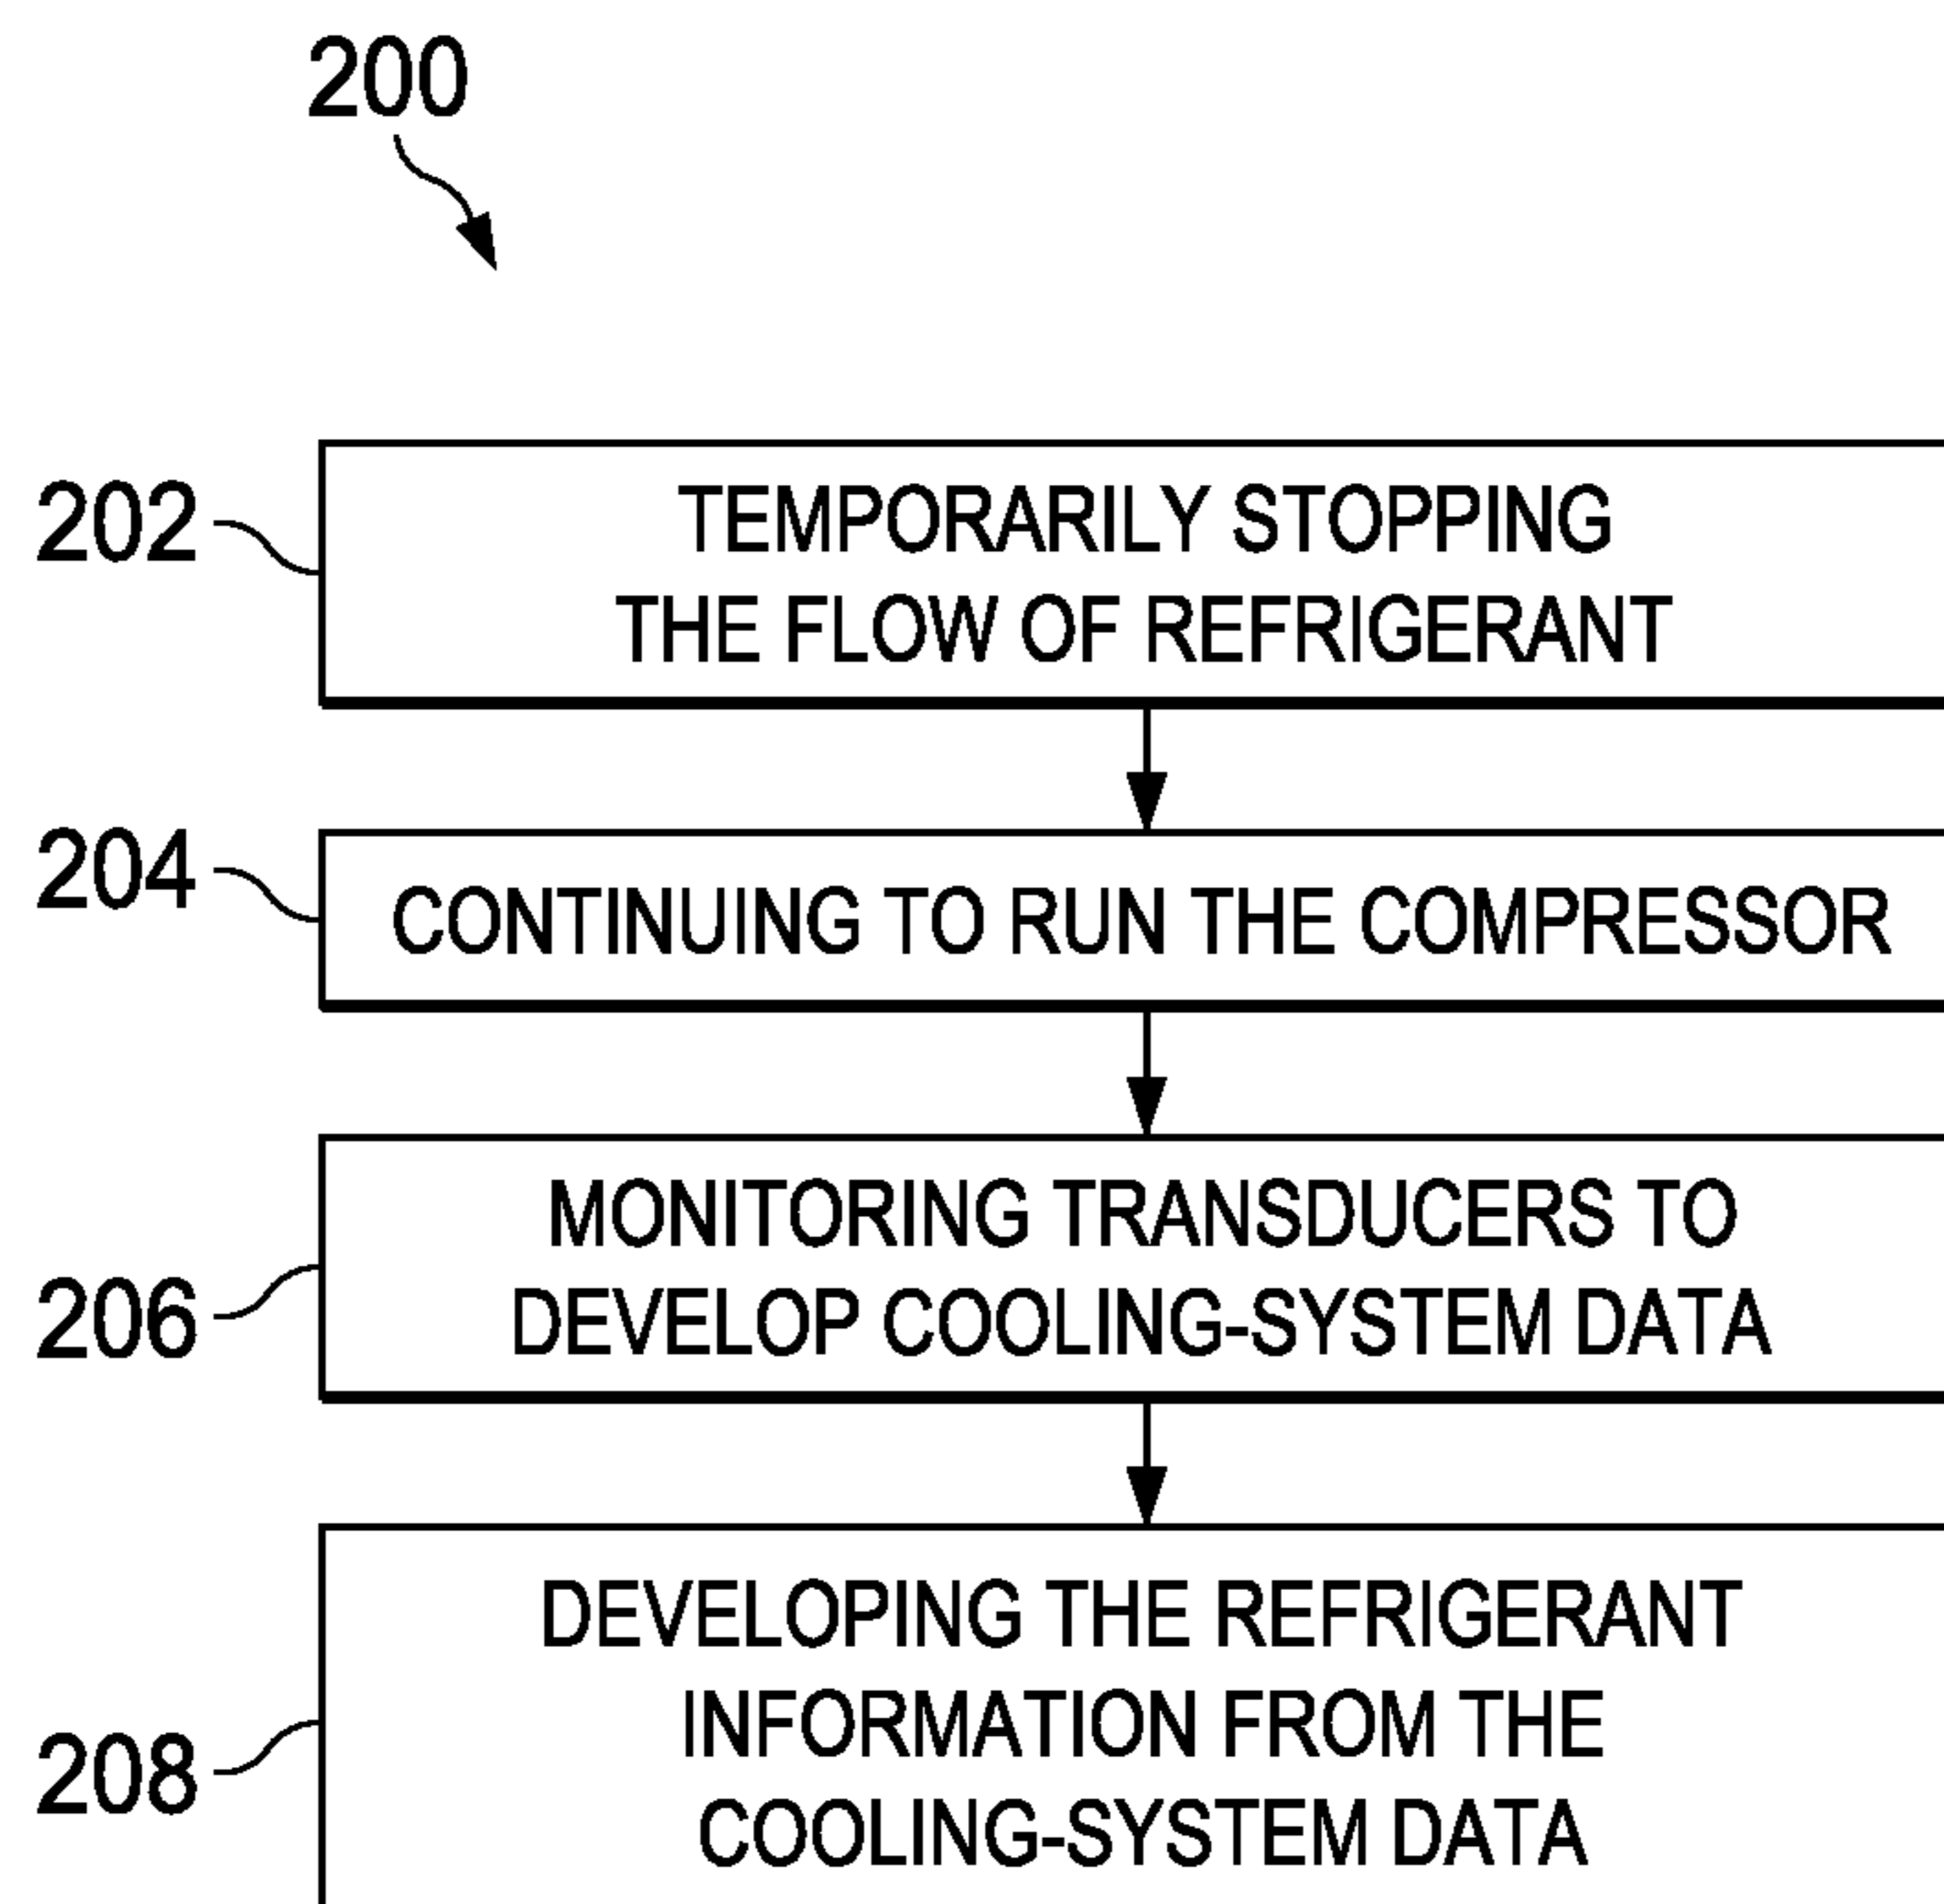 200
202
TEMPORARILY STOPPING
THE FLOW OF REFRIGERANT
204
CONTINUING TO RUN THE COMPRESSOR
206
MONITORING TRANSDUCERS TO
DEVELOP COOLING-SYSTEM DATA
208
DEVELOPING THE REFRIGERANT
INFORMATION FROM THE
COOLING-SYSTEM DATA